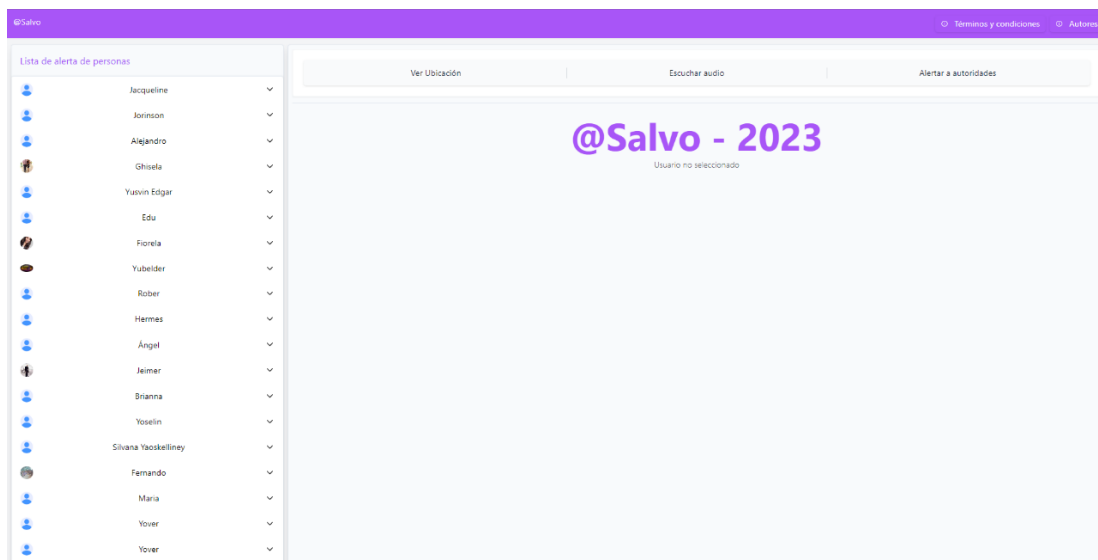 @Salvo
Términos y condiciones
Autores
Lista de alerta de personas
Jacqueline
Jorinson
Alejandro
Ghisela
Yusvin Edgar
Edu
Fiorela
Yubelder
Rober
Hermes
Ángel
Jeimer
Brianna
Yoselin
Silvana Yaoskelliney
Fernando
Maria
Yover
Yover
Ver Ubicación
Escuchar audio
Alertar a autoridades
@Salvo - 2023
Usuario no seleccionado